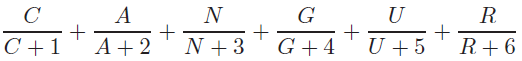 C/(C + 1) + A/(A + 2) + N/(N + 3) + G/(G + 4) + U/(U + 5) + R/(R + 6)